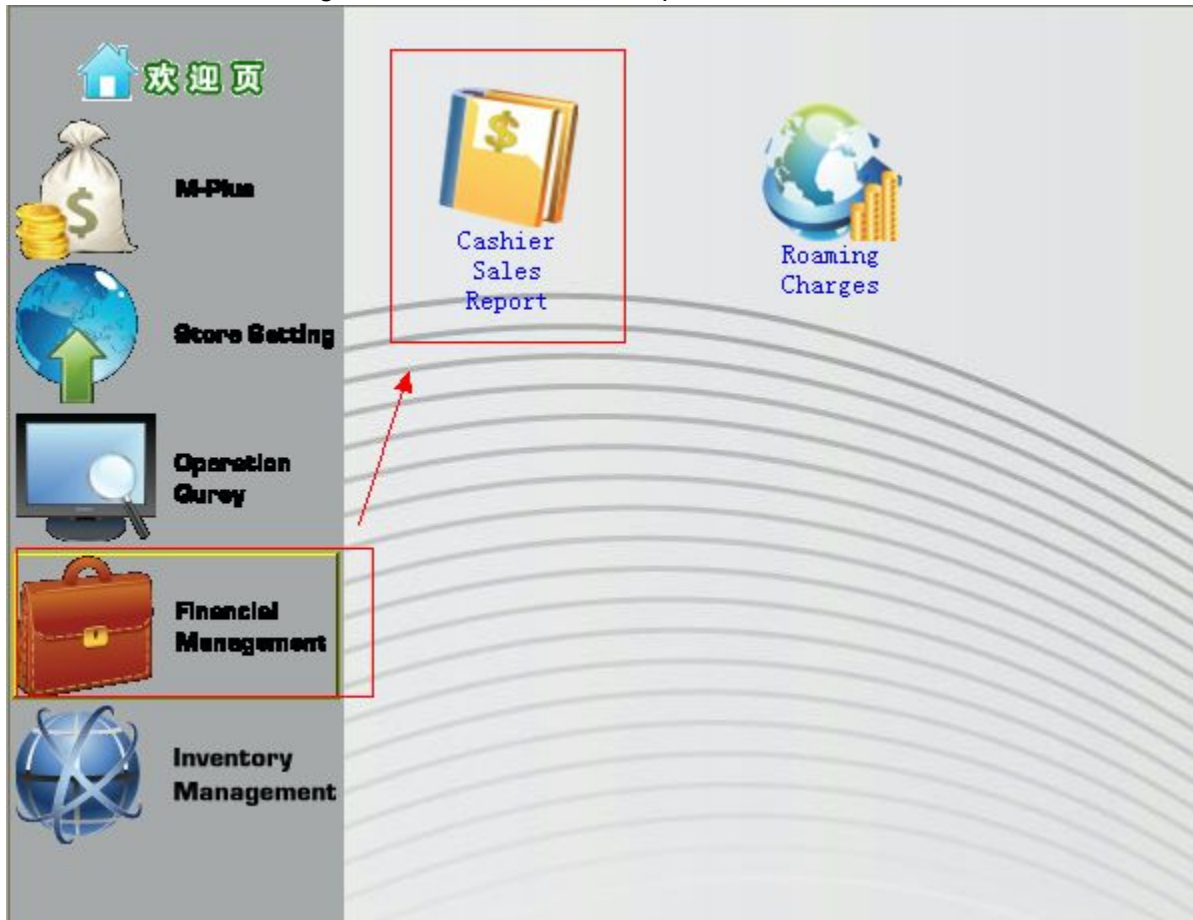 欢迎页
M-Plus
Store Setting
Operation
Qurey
Financial
Management
Inventory
Management
Cashier
Sales
Report
Roaming
Charges